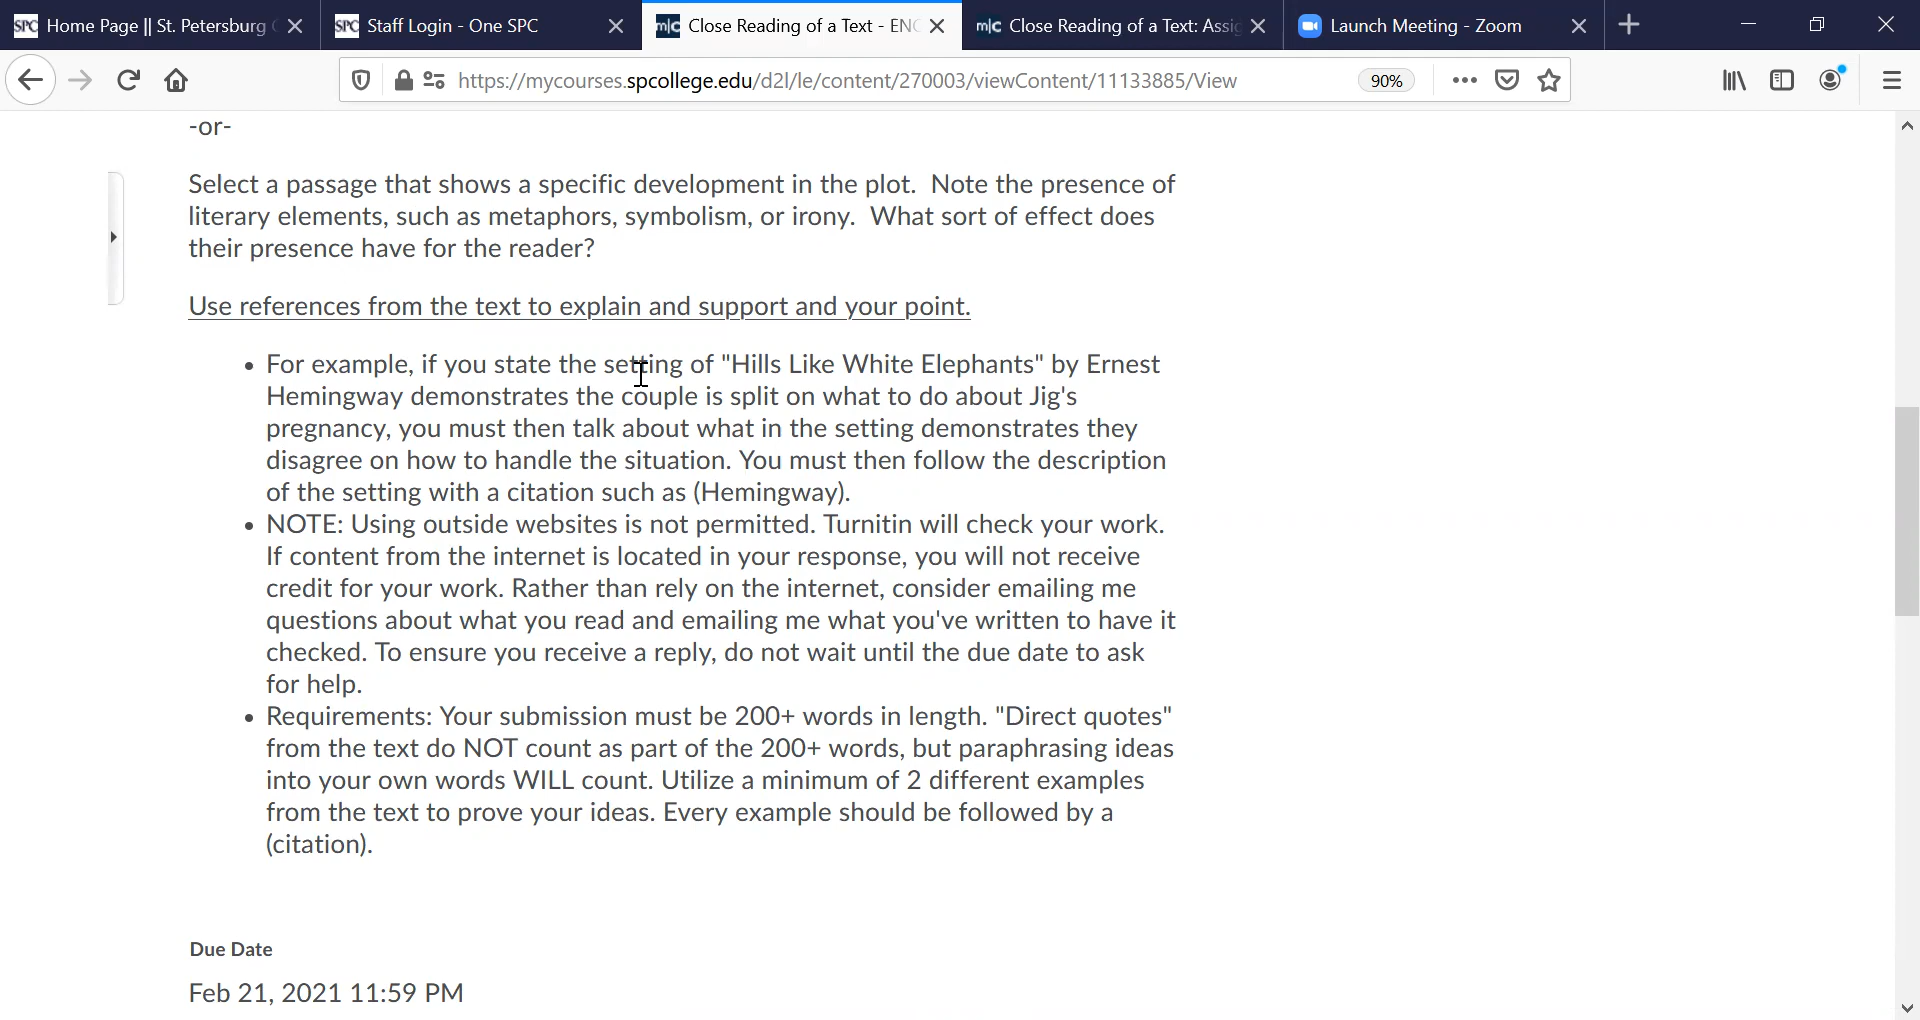 Home Page || St. Petersburg
Staff Login - One SPC
Close Reading of a Text - ENC
Close Reading of a Text: Assig
Launch Meeting - Zoom
https://mycourses.spcollege.edu/d2l/le/content/270003/viewContent/11133885/View
90%
-or-
Select a passage that shows a specific development in the plot.  Note the presence of
literary elements, such as metaphors, symbolism, or irony.  What sort of effect does
their presence have for the reader?
Use references from the text to explain and support and your point.
• For example, if you state the setting of "Hills Like White Elephants" by Ernest
Hemingway demonstrates the couple is split on what to do about Jig's
pregnancy, you must then talk about what in the setting demonstrates they
disagree on how to handle the situation. You must then follow the description
of the setting with a citation such as (Hemingway).
• NOTE: Using outside websites is not permitted. Turnitin will check your work.
If content from the internet is located in your response, you will not receive
credit for your work. Rather than rely on the internet, consider emailing me
questions about what you read and emailing me what you've written to have it
checked. To ensure you receive a reply, do not wait until the due date to ask
for help.
• Requirements: Your submission must be 200+ words in length. "Direct quotes"
from the text do NOT count as part of the 200+ words, but paraphrasing ideas
into your own words WILL count. Utilize a minimum of 2 different examples
from the text to prove your ideas. Every example should be followed by a
(citation).
Due Date
Feb 21, 2021 11:59 PM